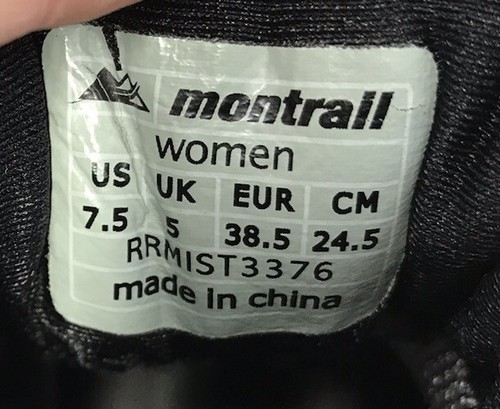 montrail
women
US UK EUR CM
7.5 5 38.5 24.5
RRMIST3376
made in china